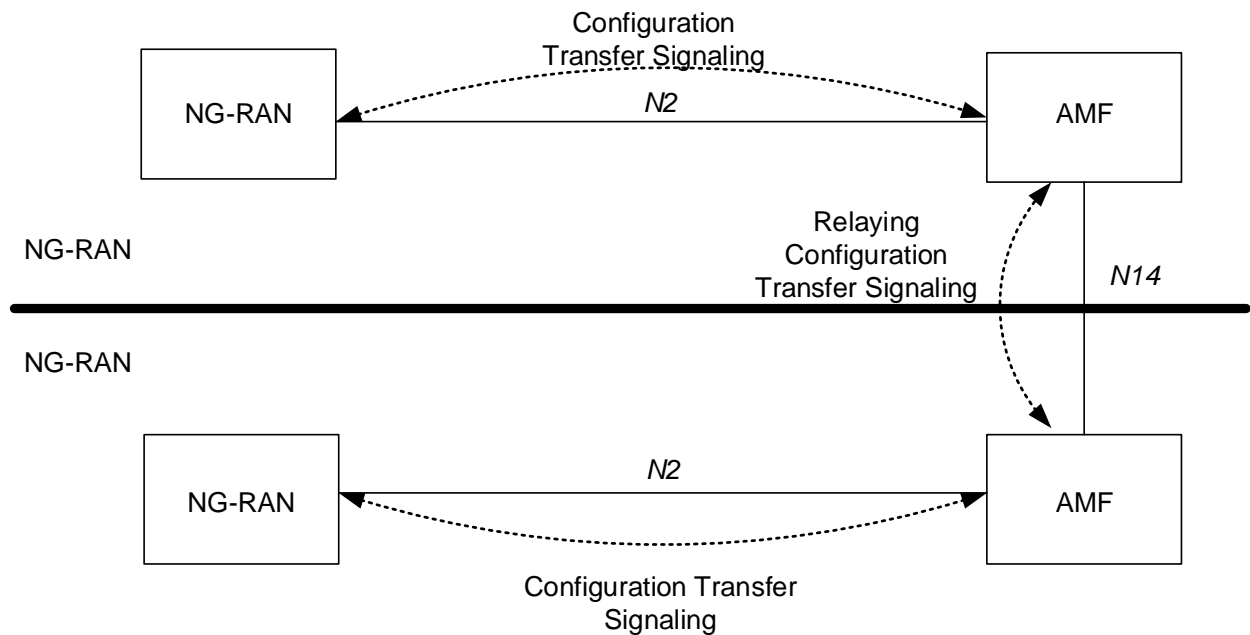 Configuration
Transfer Signaling
NG-RAN
N2
AMF
Relaying
Configuration
Transfer Signaling
NG-RAN
N14
NG-RAN
NG-RAN
N2
AMF
Configuration Transfer
Signaling